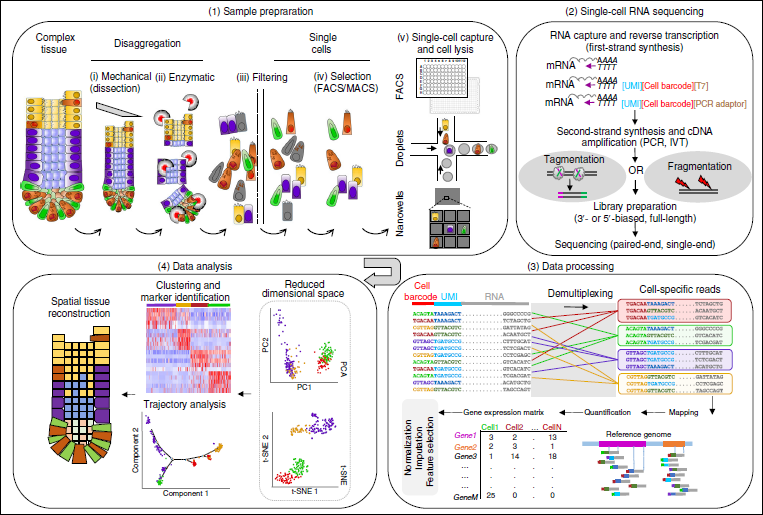 (1) Sample preparation
Complex
tissue
Disaggregation
Single
cells
(i) Mechanical
(dissection)
(ii) Enzymatic
(iii) Filtering
(iv) Selection
(FACS/MACS)
(v) Single-cell capture
and cell lysis
FACS
Droplets
Nanowells
(2) Single-cell RNA sequencing
RNA capture and reverse transcription
(first-strand synthesis)
mRNA AAAA
TTTT
mRNA AAAA
TTTT [UMI][Cell barcode][T7]
mRNA AAAA
TTTT [UMI][Cell barcode][PCR adaptor]
Second-strand synthesis and cDNA
amplification (PCR, IVT)
Tagmentation
OR
Fragmentation
Library preparation
(3′- or 5′-biased, full-length)
Sequencing (paired-end, single-end)
(3) Data processing
Cell
barcode
UMI
RNA
Demultiplexing
Cell-specific reads
Gene expression matrix
Quantification
Mapping
Normalization
Imputation
Feature selection
Cell1 Cell2 ... CellN
Gene1 3 2 . 13
Gene2 2 3 . 1
Gene3 1 14 . 18
GeneM 25 0 . 0
Reference genome
(4) Data analysis
Spatial tissue
reconstruction
Clustering and
marker identification
Reduced
dimensional space
PC2
PC1
PCA
Trajectory analysis
Component 2
Component 1
t-SNE 2
t-SNE 1
t-SNE